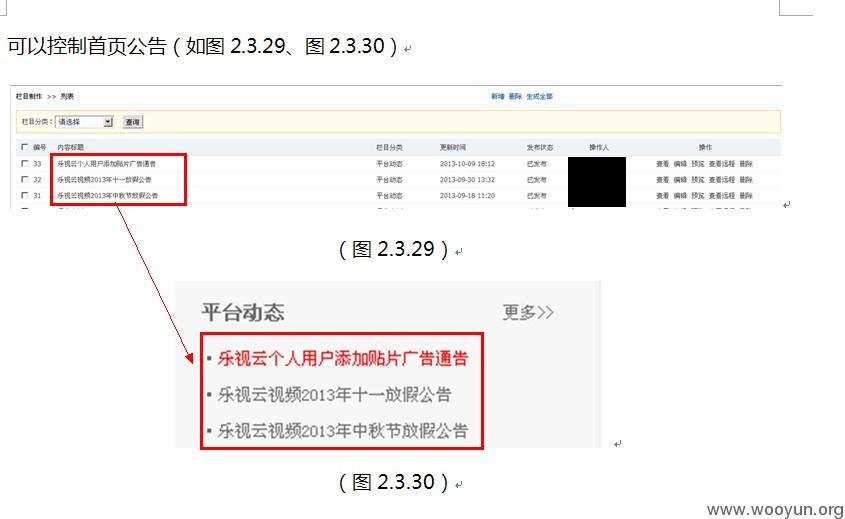 可以控制首页公告（如图 2.3.29、图 2.3.30）
栏目制作 >> 列表 新增 删除 生成全部
栏目分类：请选择 查询
编号 内容标题 栏目分类 更新时间 发布状态 操作人 操作
33 乐视云个人用户添加贴片广告通告 平台动态 2013-10-09 18:12 已发布 查看 编辑 预览 查看远程 删除
32 乐视云视频2013年十一放假公告 平台动态 2013-09-30 13:32 已发布 查看 编辑 预览 查看远程 删除
31 乐视云视频2013年中秋节放假公告 平台动态 2013-09-18 11:20 已发布 查看 编辑 预览 查看远程 删除
（图 2.3.29）
平台动态 更多>>
▪ 乐视云个人用户添加贴片广告通告
▪ 乐视云视频2013年十一放假公告
▪ 乐视云视频2013年中秋节放假公告
（图 2.3.30）
www.wooyun.org